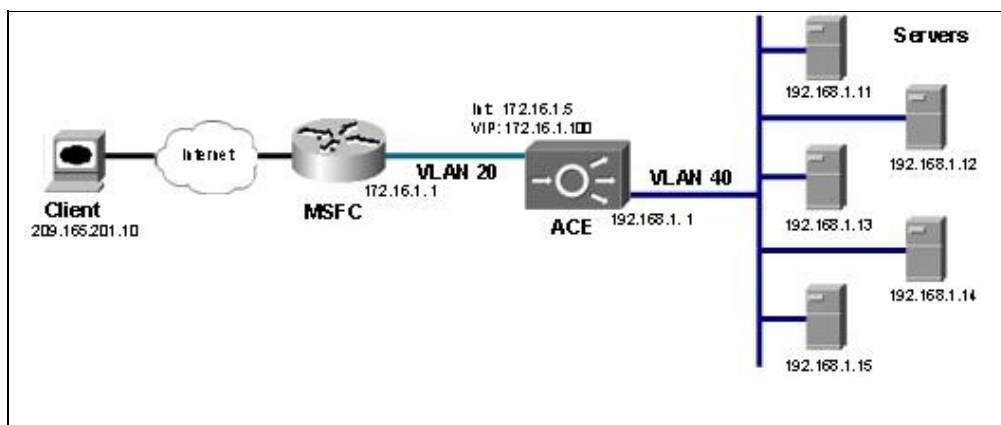 Servers
192.168.1.11
Int: 172.16.1.5
VIP: 172.16.1.100
192.168.1.12
Internet
VLAN 20
VLAN 40
172.16.1.1
Client
209.165.201.10
MSFC
ACE
192.168.1.1
192.168.1.13
192.168.1.14
192.168.1.15